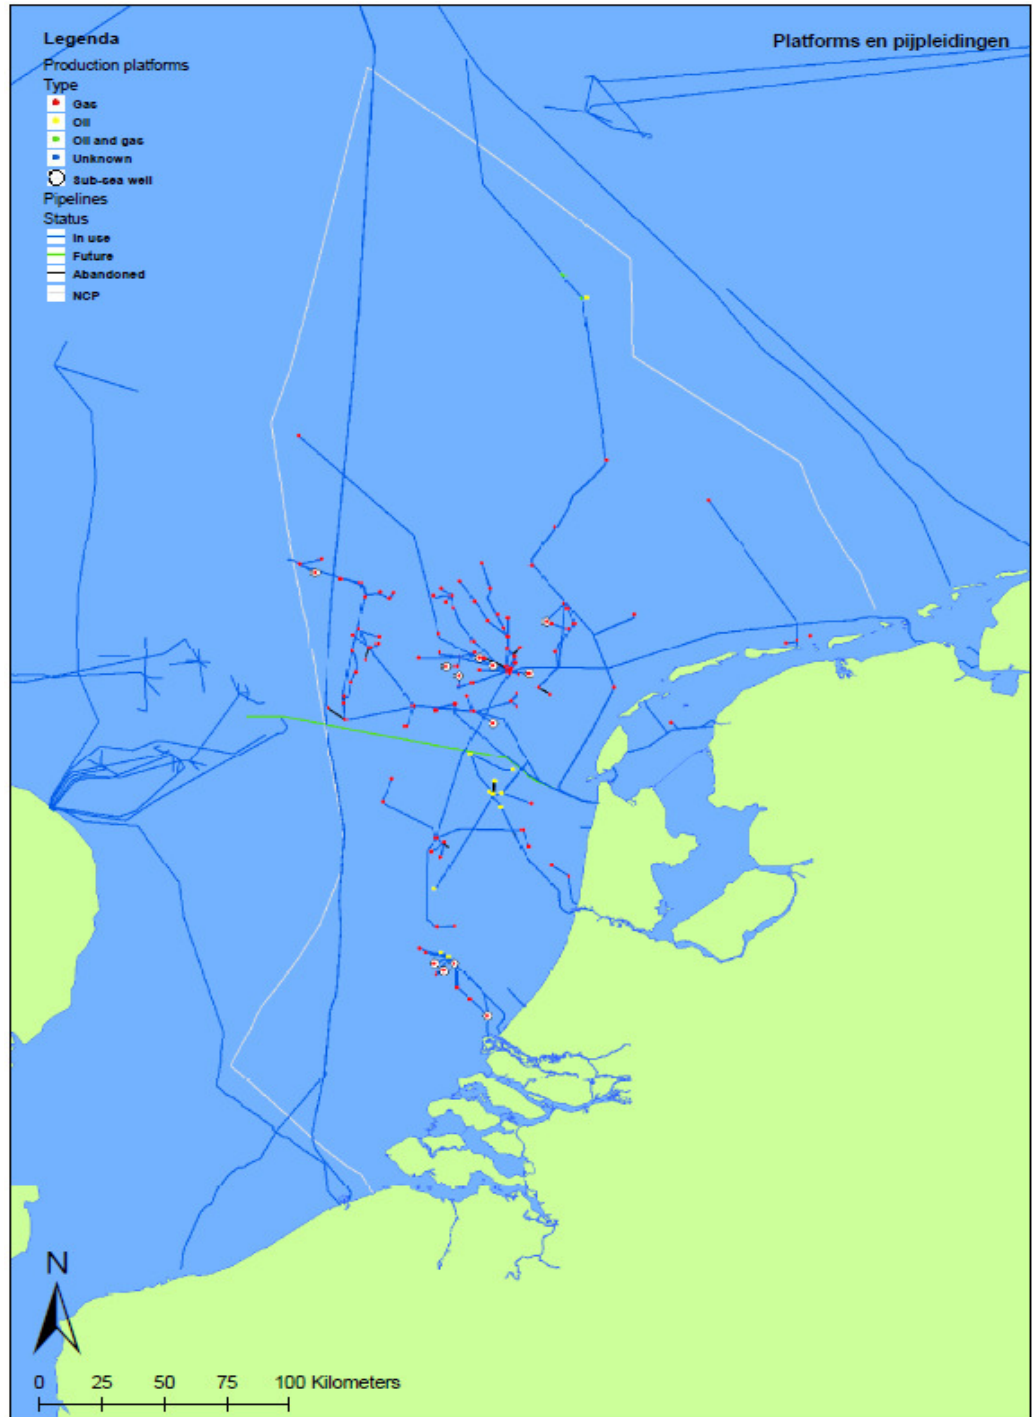 Legenda
Platforms en pijpleidingen
Production platforms
Type
Gas
Oil
Oil and gas
Unknown
Sub-sea well
Pipelines
Status
In use
Future
Abandoned
NCP
N
0 25 50 75 100 Kilometers